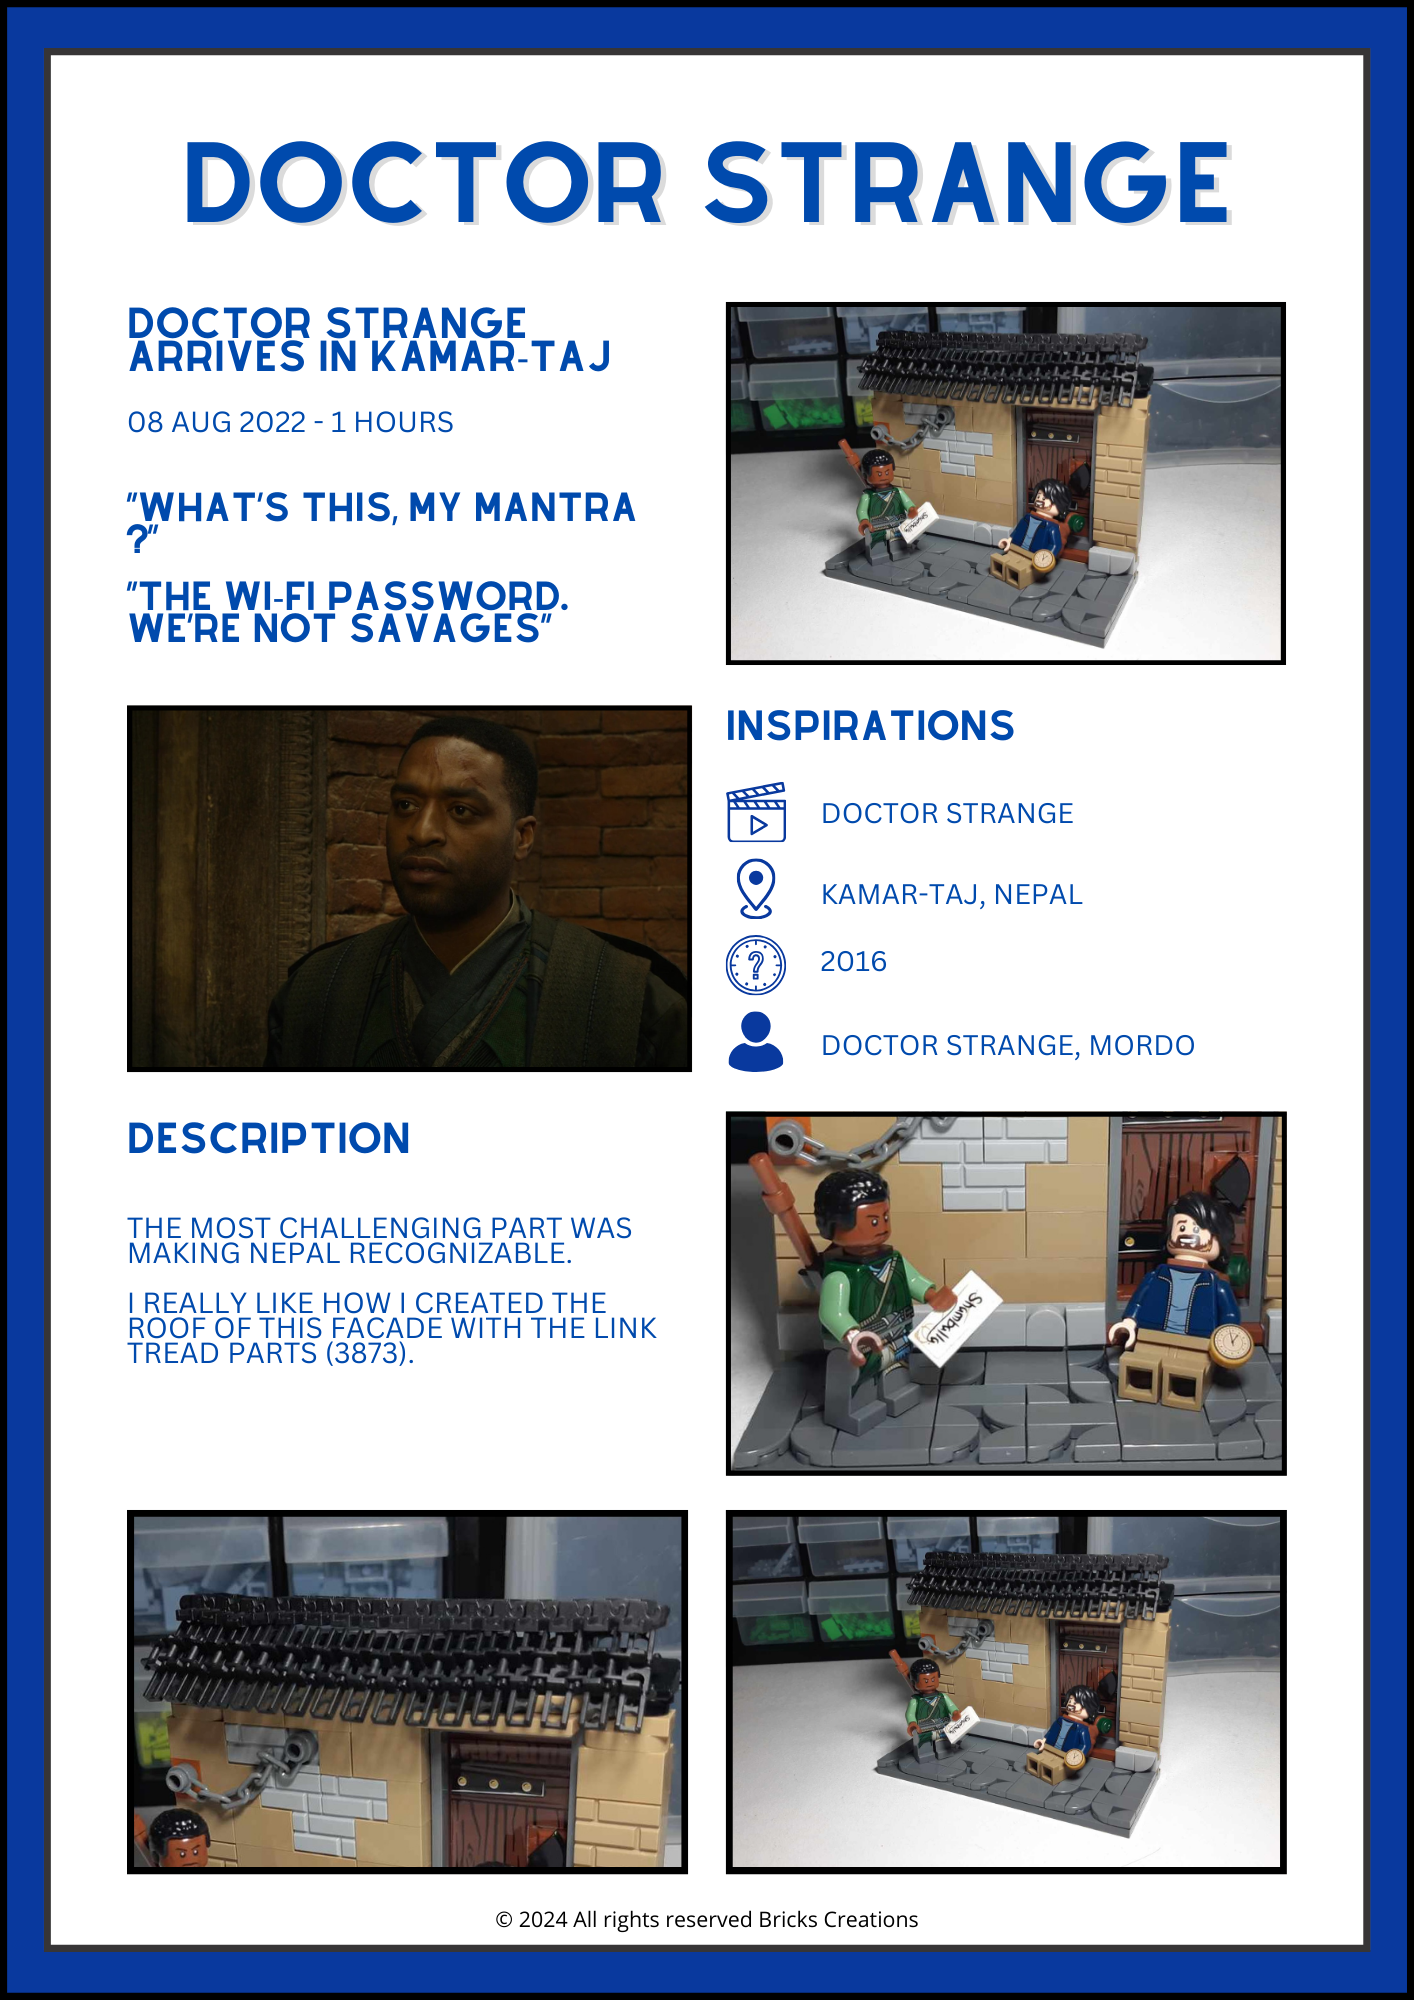 DOCTOR STRANGE
DOCTOR STRANGE
ARRIVES IN KAMAR-TAJ
08 AUG 2022 - 1 HOURS
"WHAT'S THIS, MY MANTRA
?"
"THE WI-FI PASSWORD.
WE'RE NOT SAVAGES"
Shamballa
INSPIRATIONS
DOCTOR STRANGE
KAMAR-TAJ, NEPAL
?
2016
DOCTOR STRANGE, MORDO
DESCRIPTION
THE MOST CHALLENGING PART WAS
MAKING NEPAL RECOGNIZABLE.
I REALLY LIKE HOW I CREATED THE
ROOF OF THIS FACADE WITH THE LINK
TREAD PARTS (3873).
Shamballa
Shamballa
© 2024 All rights reserved Bricks Creations